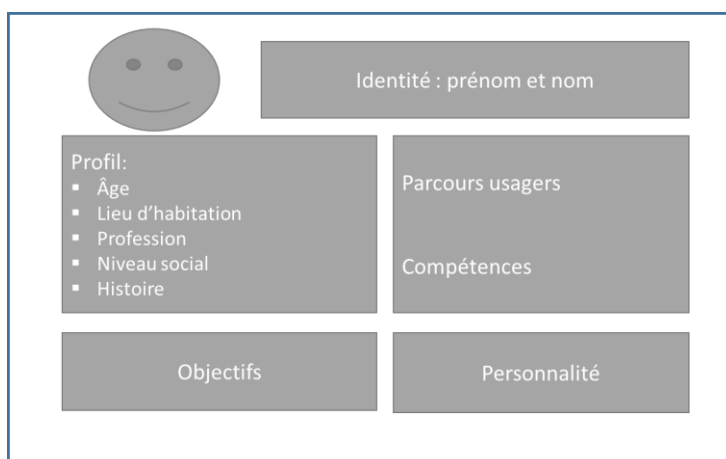 Identité : prénom et nom
Profil:
▪ Âge
▪ Lieu d’habitation
▪ Profession
▪ Niveau social
▪ Histoire
Parcours usagers
Compétences
Objectifs
Personnalité